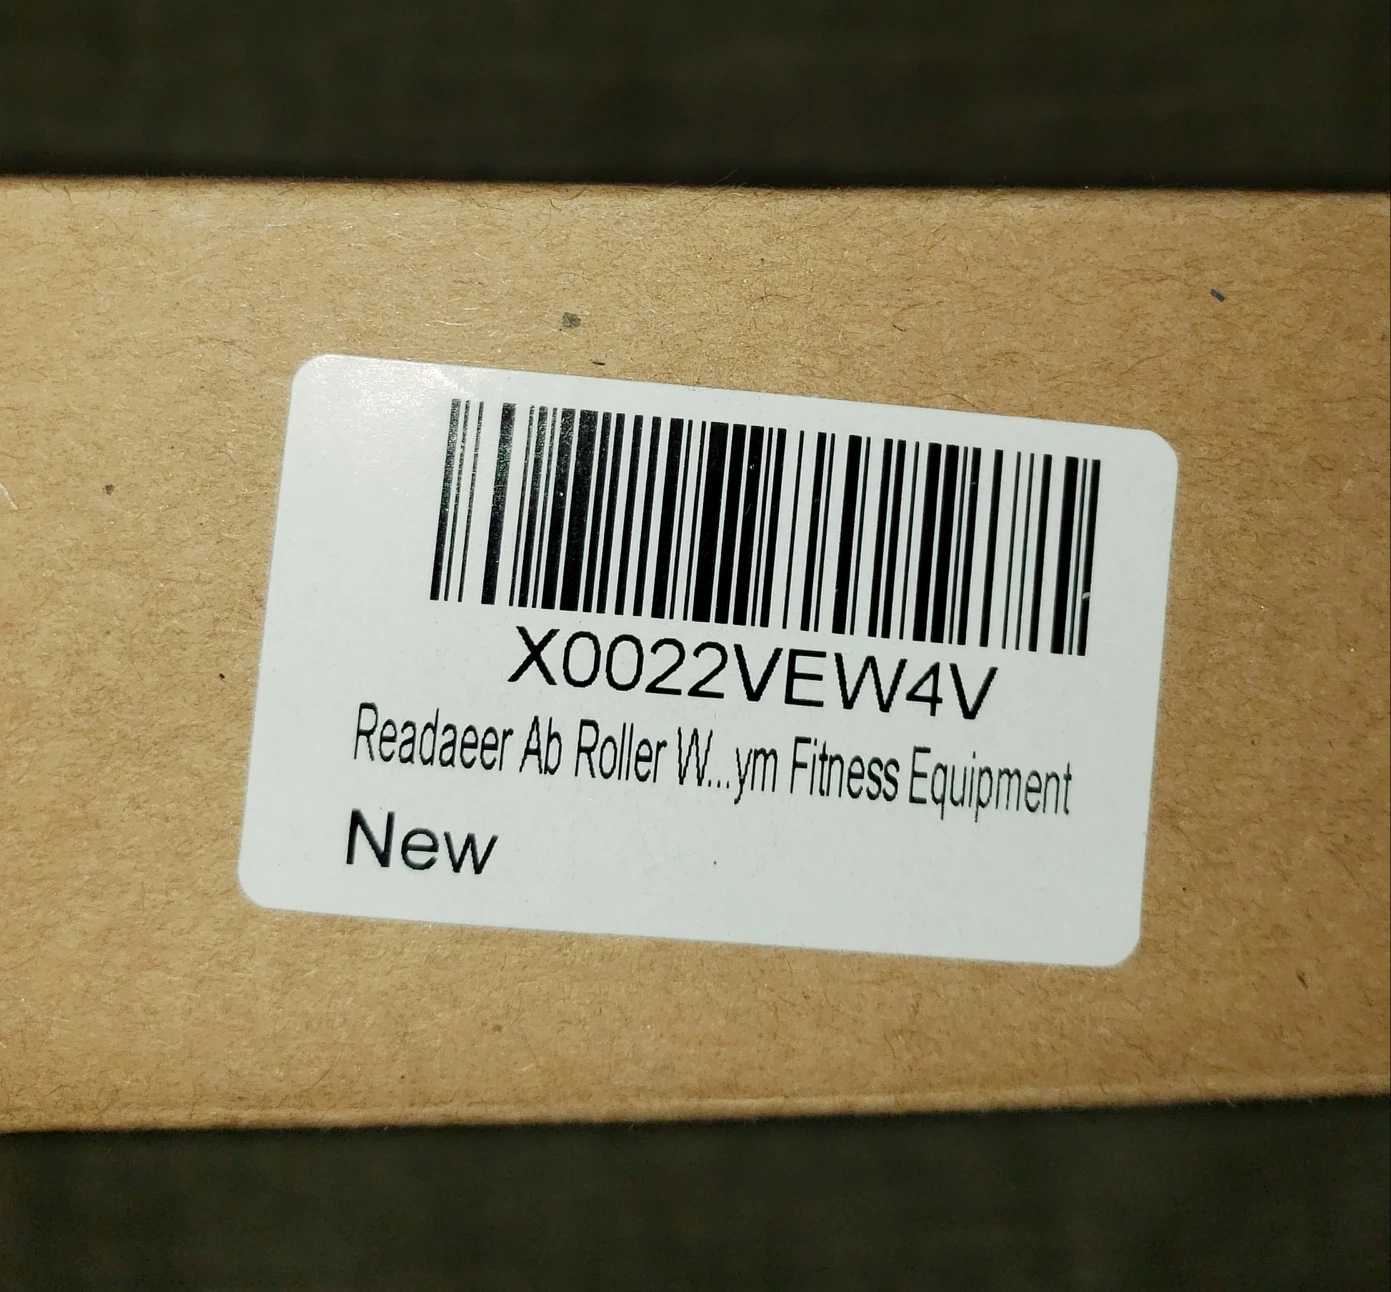 X0022VEW4V
Readaeer Ab Roller W...ym Fitness Equipment
New